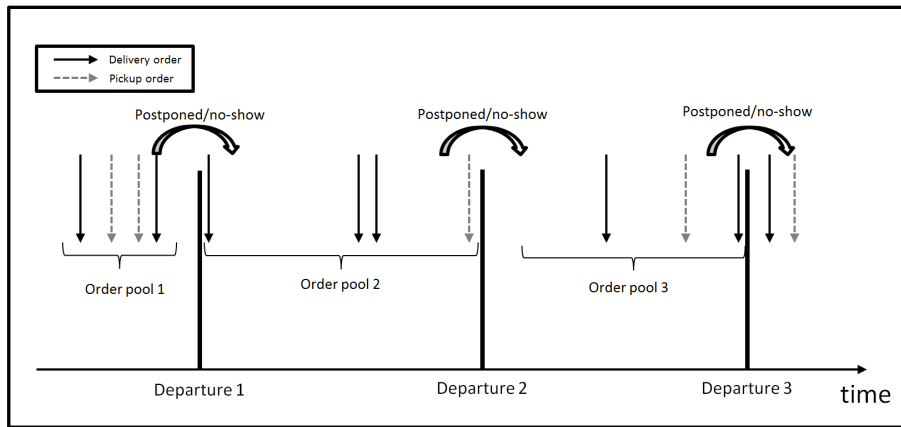 Delivery order
Pickup order
Postponed/no-show
Postponed/no-show
Postponed/no-show
Order pool 1
Order pool 2
Order pool 3
Departure 1
Departure 2
Departure 3
time